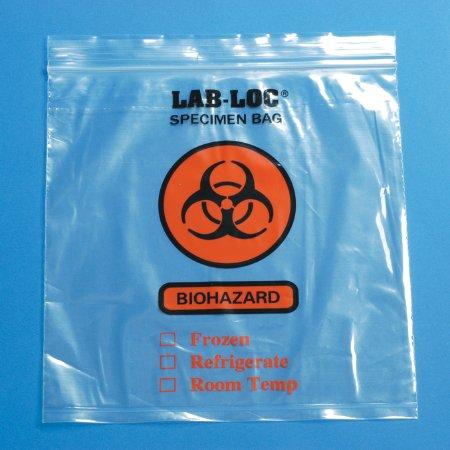 LAB-LOC®
SPECIMEN BAG
BIOHAZARD
Frozen
Refrigerate
Room Temp